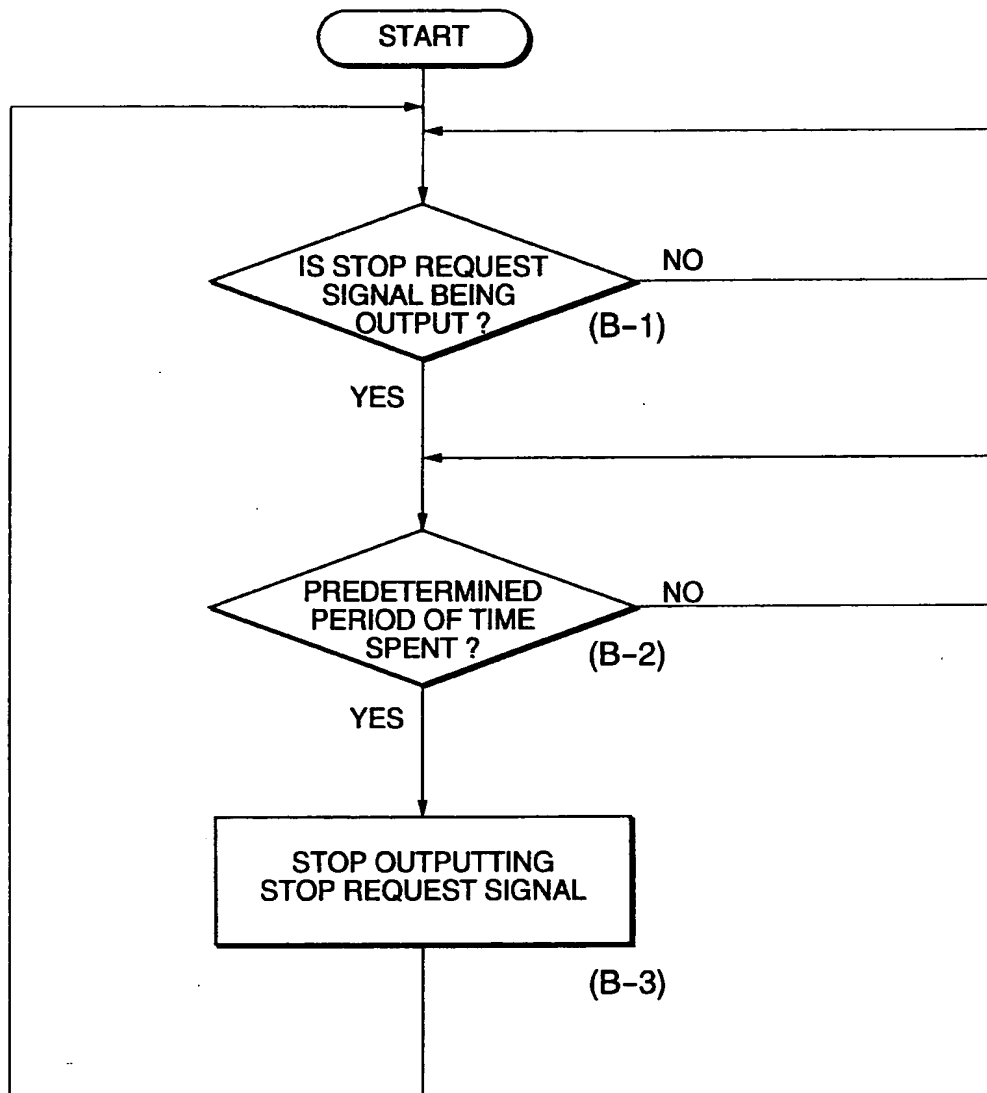 START
IS STOP REQUEST
SIGNAL BEING
OUTPUT ?
NO
(B-1)
YES
PREDETERMINED
PERIOD OF TIME
SPENT ?
NO
(B-2)
YES
STOP OUTPUTTING
STOP REQUEST SIGNAL
(B-3)